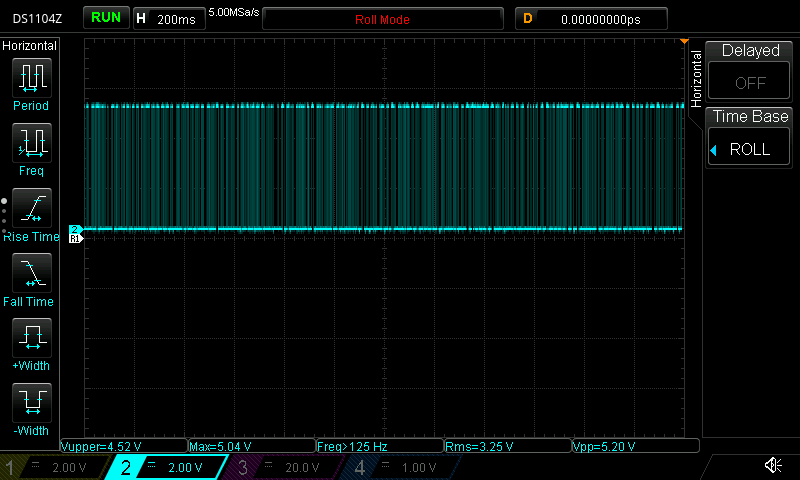 DS1104Z RUN H 200ms 5.00MSa/s Roll Mode D 0.00000000ps
Horizontal
Period
Freq
Rise Time
Fall Time
+Width
-Width
2
R1
Horizontal
Delayed
OFF
Time Base
ROLL
Vupper=4.52 V Max=5.04 V Freq>125 Hz Rms=3.25 V Vpp=5.20 V
1 2.00 V 2 2.00 V 3 20.0 V 4 1.00 V